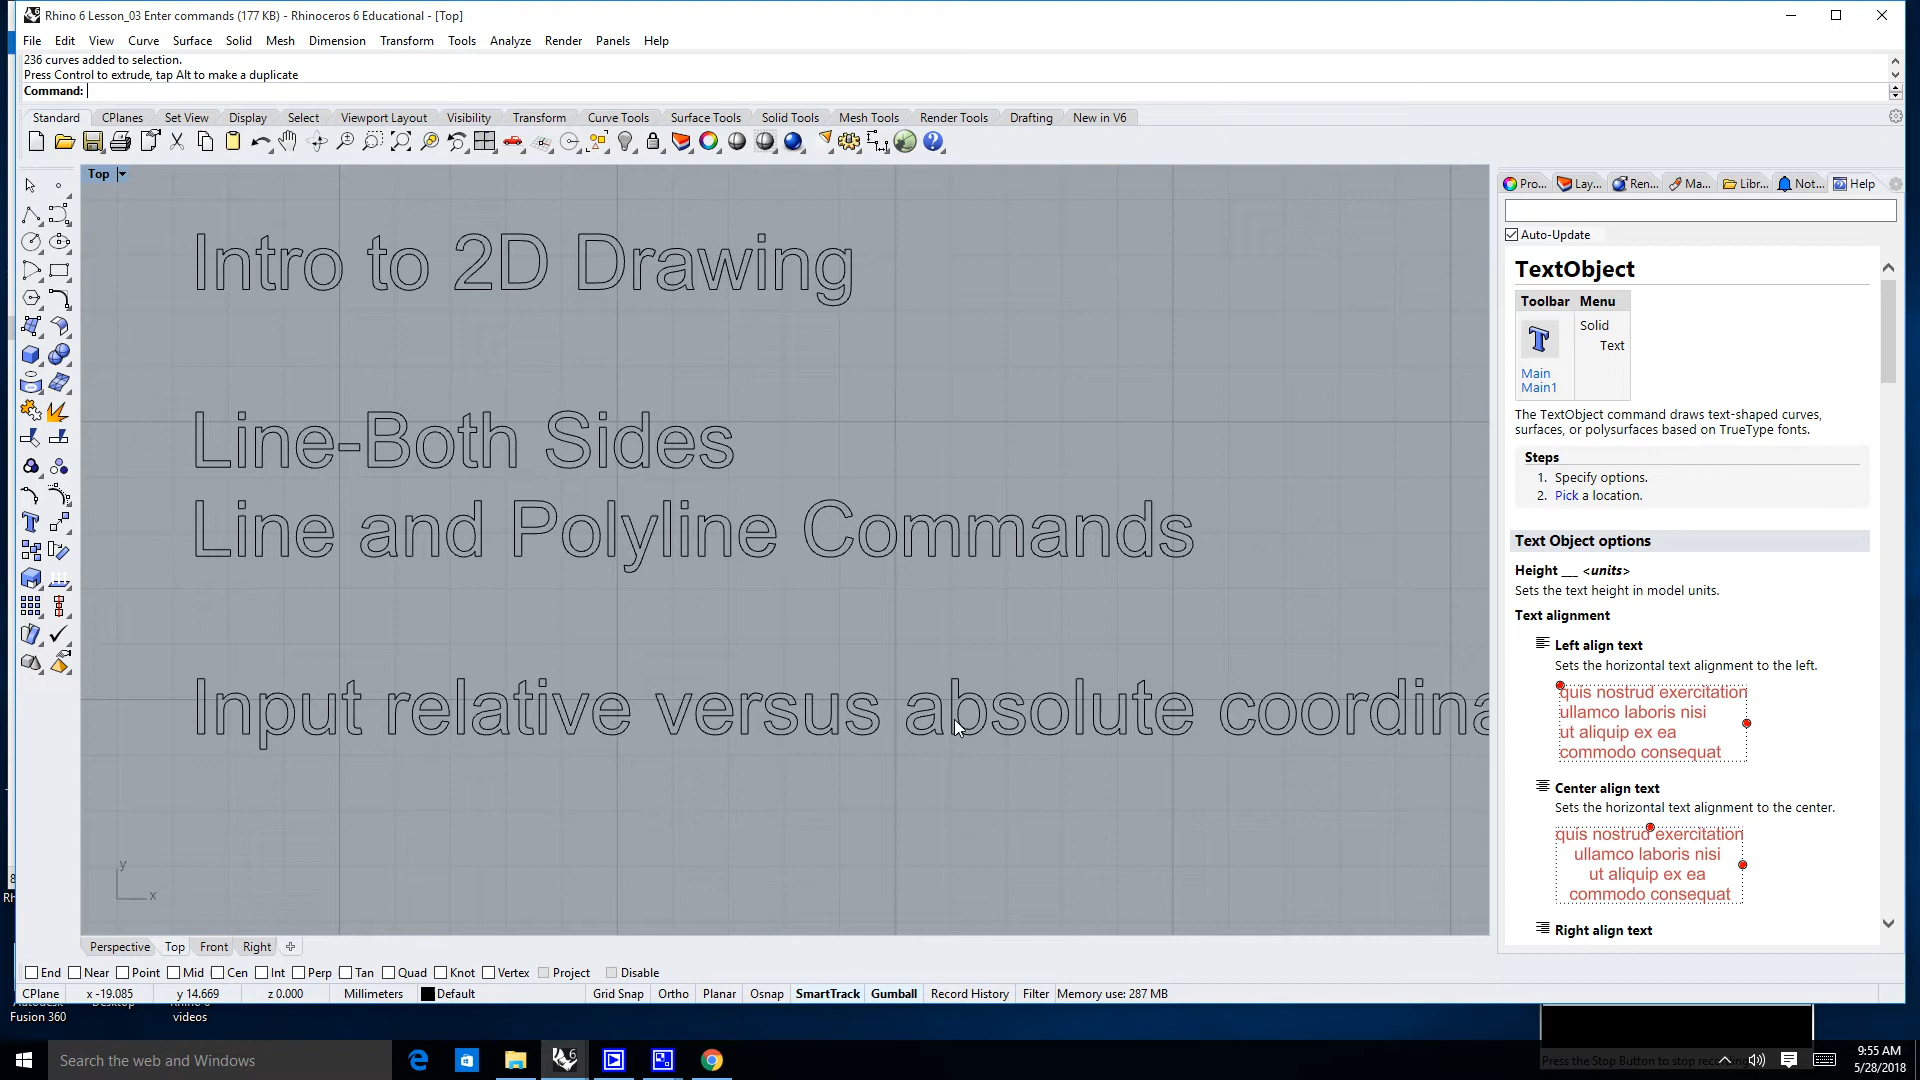 Rhino 6 Lesson_03 Enter commands (177 KB) - Rhinoceros 6 Educational - [Top]
File Edit View Curve Surface Solid Mesh Dimension Transform Tools Analyze Render Panels Help
236 curves added to selection.
Press Control to extrude, tap Alt to make a duplicate
Command:
Standard CPlanes Set View Display Select Viewport Layout Visibility Transform Curve Tools Surface Tools Solid Tools Mesh Tools Render Tools Drafting New in V6
Top
Pro... Lay... Ren... Ma... Libr... Not... Help
Auto-Update
Intro to 2D Drawing
Line-Both Sides
Line and Polyline Commands
Input relative versus absolute coordina
TextObject
Toolbar Menu
Solid
Text
Main
Main1
The TextObject command draws text-shaped curves,
surfaces, or polysurfaces based on TrueType fonts.
Steps
1. Specify options.
2. Pick a location.
Text Object options
Height ___ <units>
Sets the text height in model units.
Text alignment
Left align text
Sets the horizontal text alignment to the left.
quis nostrud exercitation
ullamco laboris nisi
ut aliquip ex ea
commodo consequat
Center align text
Sets the horizontal text alignment to the center.
quis nostrud exercitation
ullamco laboris nisi
ut aliquip ex ea
commodo consequat
Right align text
y
x
Perspective Top Front Right
End Near Point Mid Cen Int Perp Tan Quad Knot Vertex Project Disable
CPlane x -19.085 y 14.669 z 0.000 Millimeters Default Grid Snap Ortho Planar Osnap SmartTrack Gumball Record History Filter Memory use: 287 MB
Fusion 360
videos
Search the web and Windows
Press the Stop Button to stop recording
9:55 AM
5/28/2018